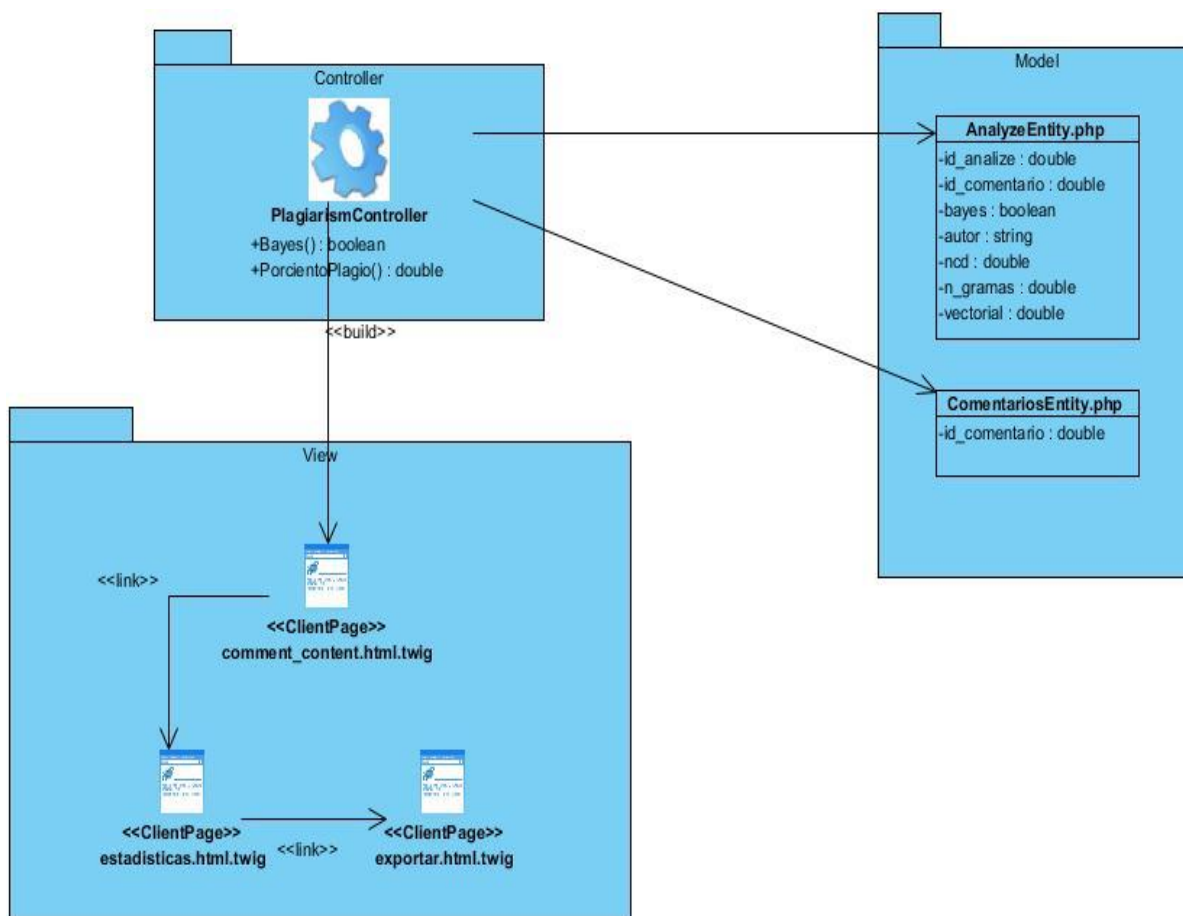 Controller
PlagiarismController
+Bayes() : boolean
+PorcientoPlagio() : double
<<build>>
Model
AnalyzeEntity.php
-id_analize : double
-id_comentario : double
-bayes : boolean
-autor : string
-ncd : double
-n_gramas : double
-vectorial : double
ComentariosEntity.php
-id_comentario : double
View
<<link>>
<<ClientPage>>
comment_content.html.twig
<<ClientPage>>
estadisticas.html.twig
<<link>>
<<ClientPage>>
exportar.html.twig